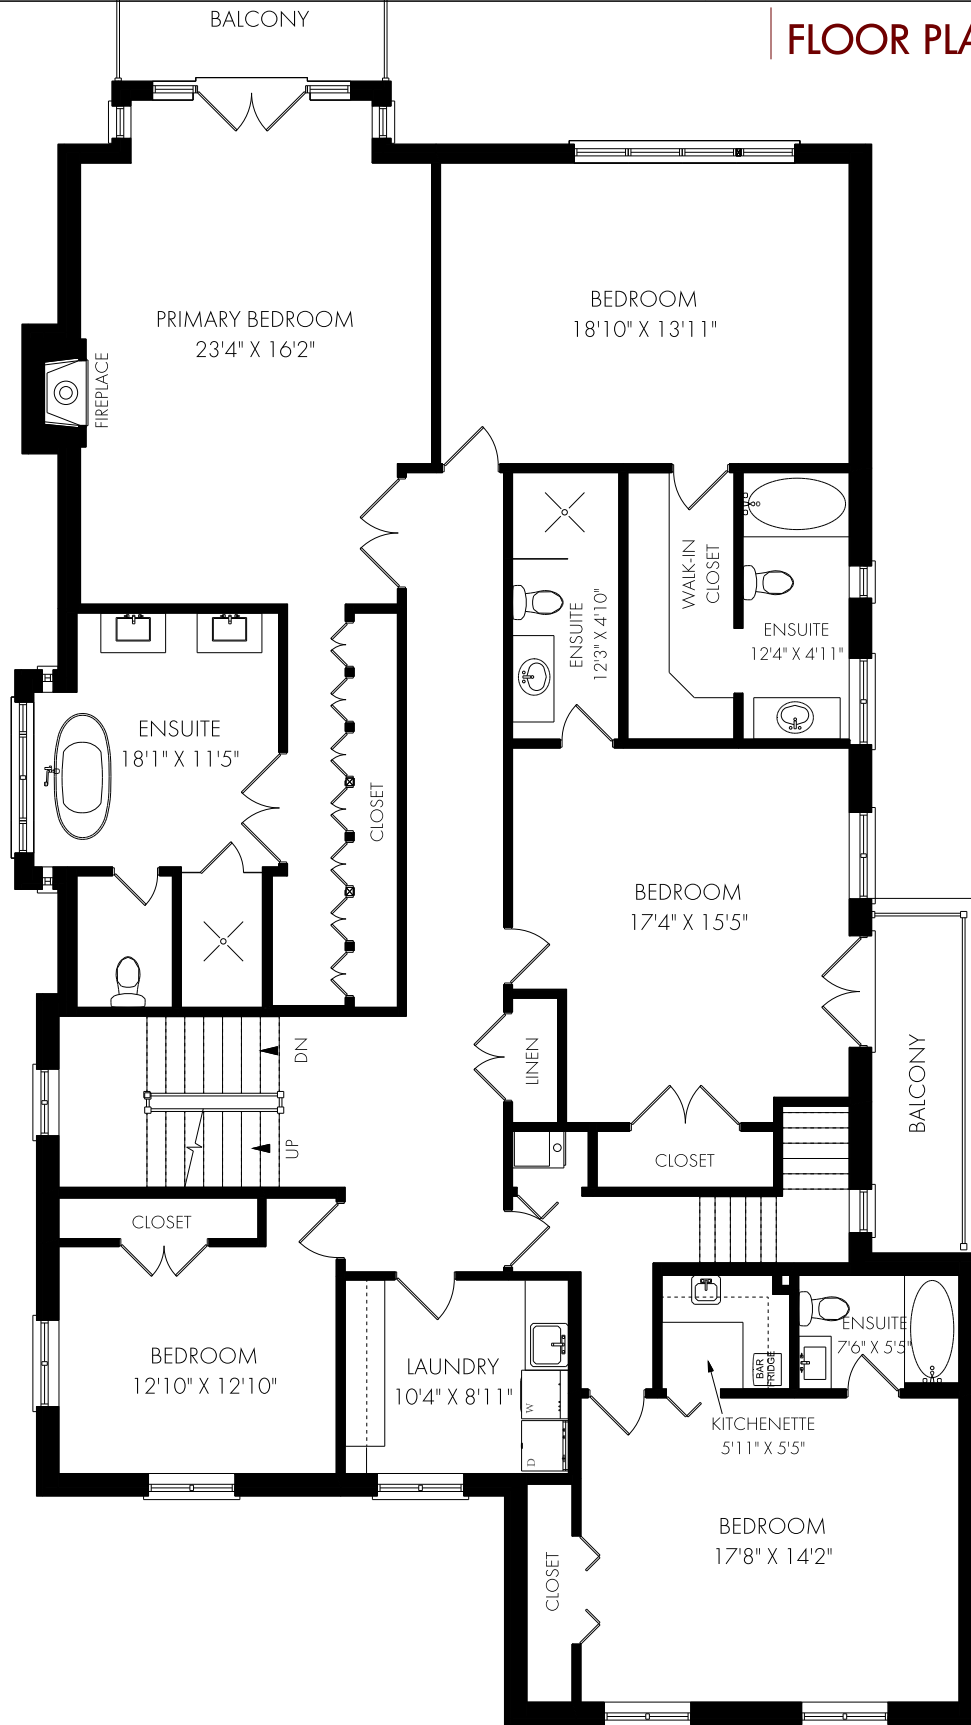 BALCONY
FLOOR PLA
PRIMARY BEDROOM
23'4" X 16'2"
BEDROOM
18'10" X 13'11"
FIREPLACE
WALK-IN
CLOSET
ENSUITE
12'3" X 4'10"
ENSUITE
12'4" X 4'11"
ENSUITE
18'1" X 11'5"
CLOSET
BEDROOM
17'4" X 15'5"
DN
LINEN
BALCONY
UP
CLOSET
CLOSET
ENSUITE
7'6" X 5'5"
BEDROOM
12'10" X 12'10"
LAUNDRY
10'4" X 8'11"
BAR
FRIDGE
W
D
KITCHENETTE
5'11" X 5'5"
BEDROOM
17'8" X 14'2"
CLOSET